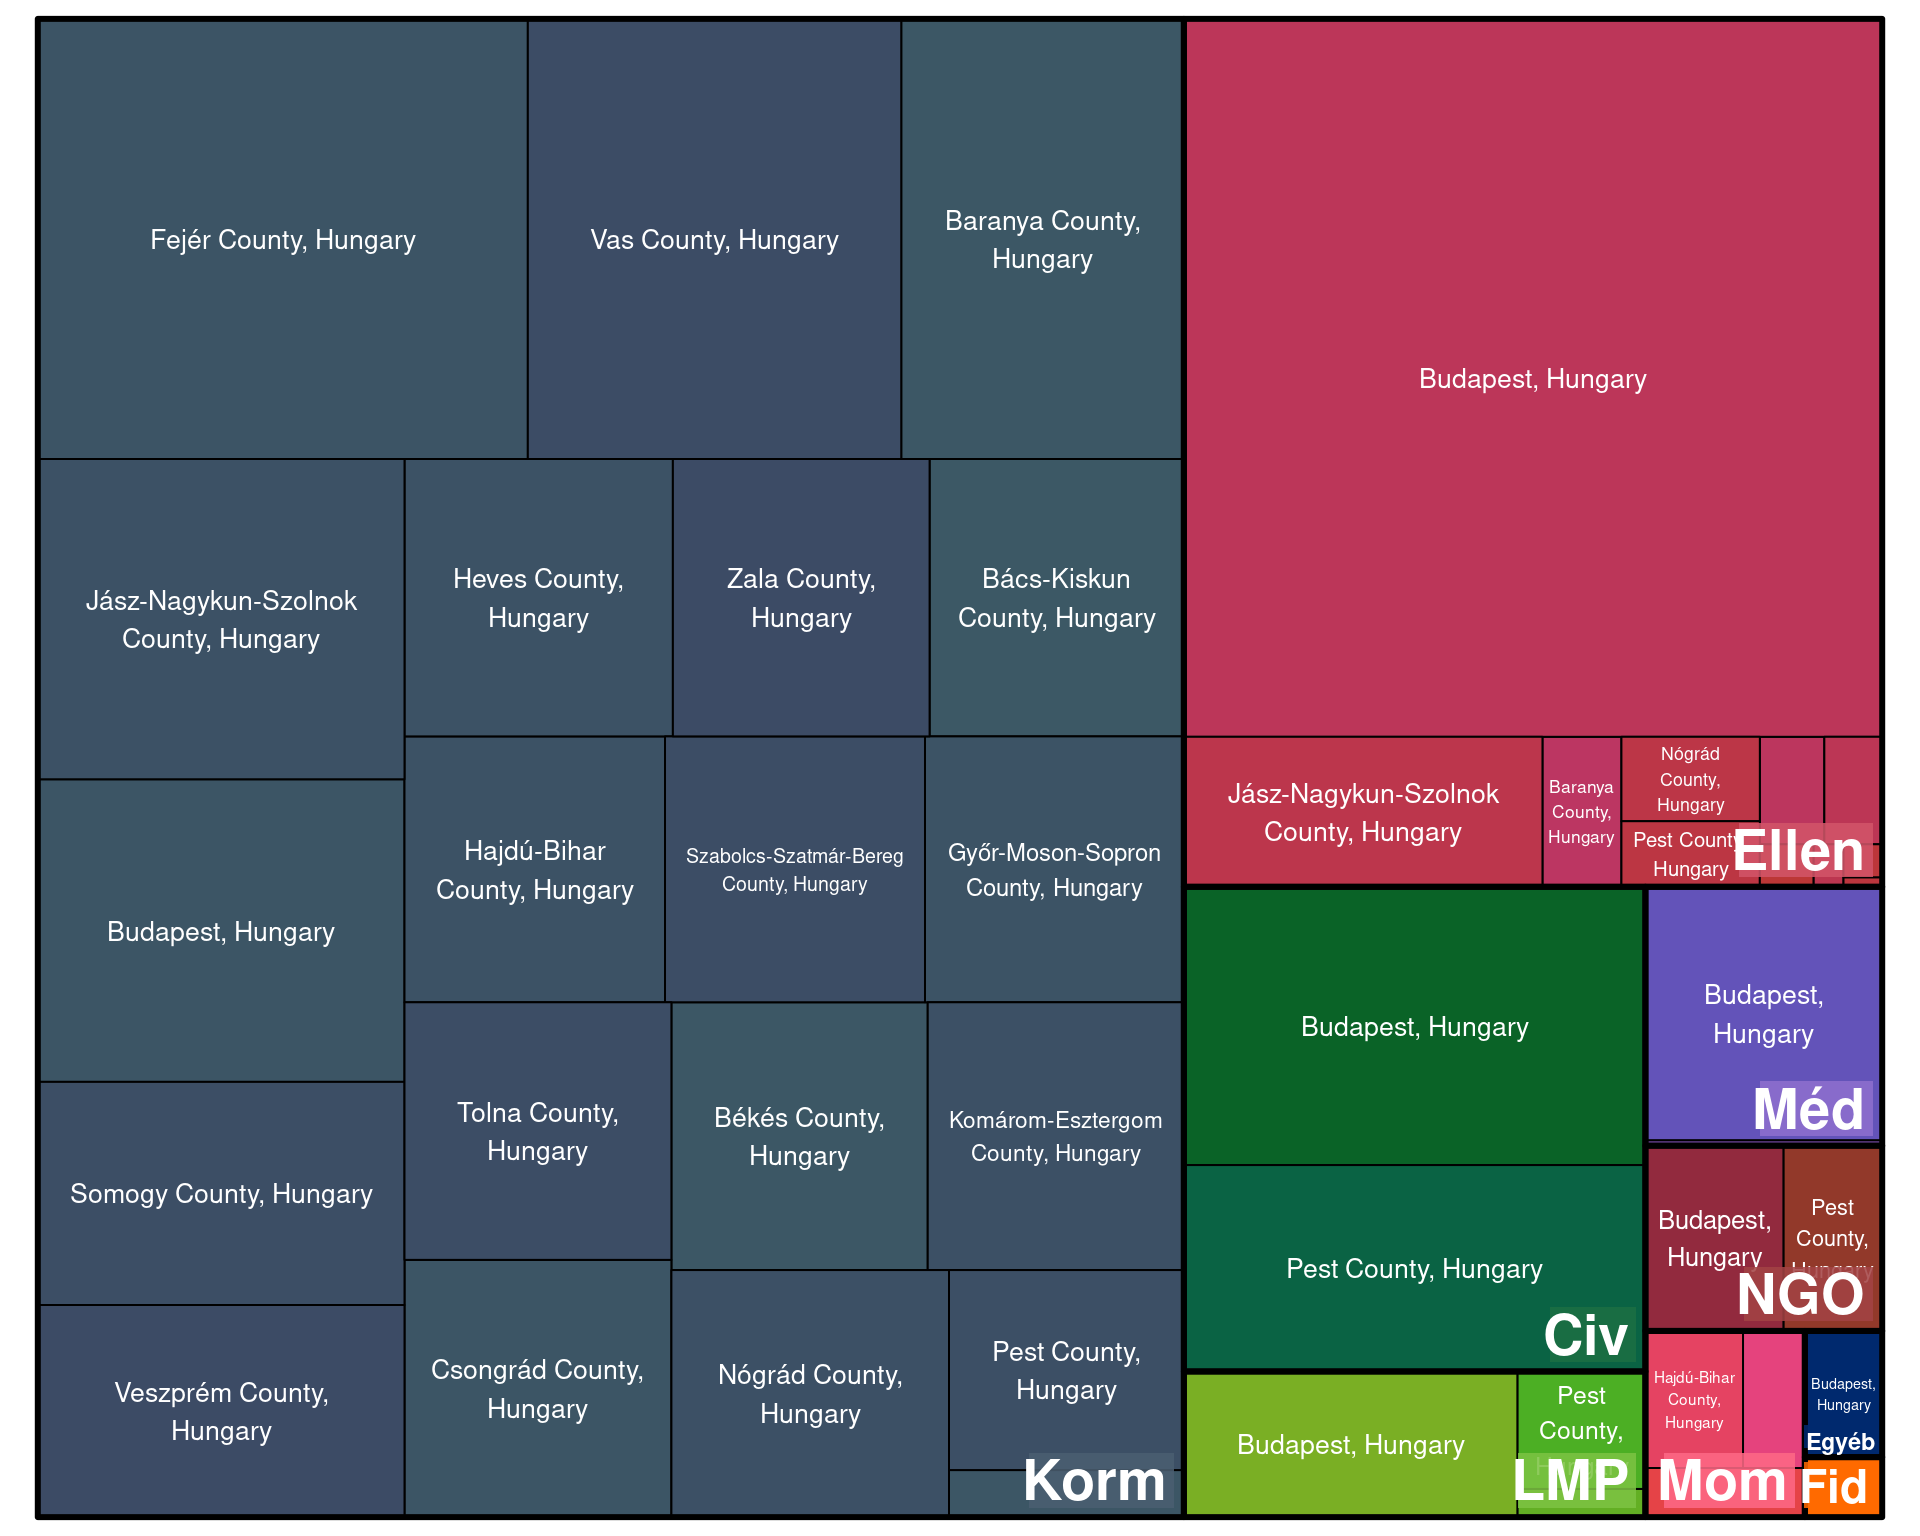 Fejér County, Hungary
Vas County, Hungary
Baranya County,
Hungary
Jász-Nagykun-Szolnok
County, Hungary
Heves County,
Hungary
Zala County,
Hungary
Bács-Kiskun
County, Hungary
Budapest, Hungary
Hajdú-Bihar
County, Hungary
Szabolcs-Szatmár-Bereg
County, Hungary
Győr-Moson-Sopron
County, Hungary
Somogy County, Hungary
Tolna County,
Hungary
Békés County,
Hungary
Komárom-Esztergom
County, Hungary
Veszprém County,
Hungary
Csongrád County,
Hungary
Nógrád County,
Hungary
Pest County,
Hungary
Korm
Budapest, Hungary
Jász-Nagykun-Szolnok
County, Hungary
Baranya
County,
Hungary
Nógrád
County,
Hungary
Pest County,
Hungary
Ellen
Budapest, Hungary
Pest County, Hungary
Civ
Budapest,
Hungary
Méd
Budapest,
Hungary
Pest
County,
Hungary
NGO
Budapest, Hungary
Pest
County,
LMP
Hajdú-Bihar
County,
Hungary
Mom
Budapest,
Hungary
Egyéb
Fid